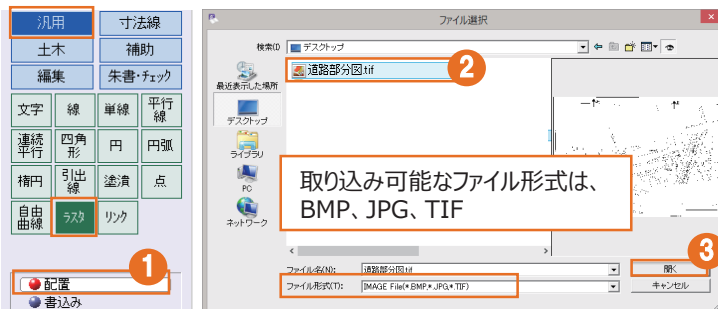 汎用
寸法線
土木
補助
編集
朱書・チェック
文字
線
単線
平行
線
連続
平行
四角
形
円
円弧
楕円
引出
線
塗潰
点
自由
曲線
ラスタ
リンク
1
配置
書込み
ファイル選択
検索(I)
デスクトップ
最近表示した場所
デスクトップ
ライブラリ
PC
ネットワーク
道路部分図.tif
2
取り込み可能なファイル形式は、
BMP、JPG、TIF
3
ファイル名(N):
道路部分図.tif
開く
ファイル形式(T):
IMAGE File(*.BMP,*.JPG,*.TIF)
キャンセル